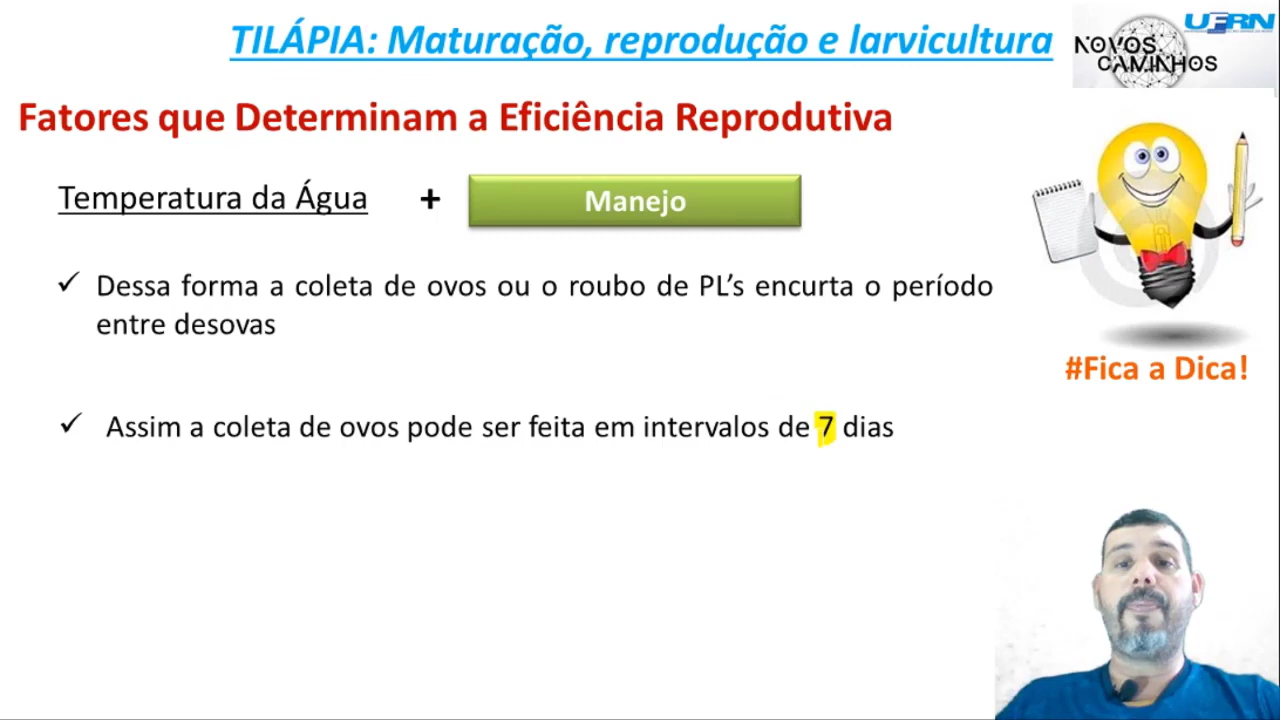 TILÁPIA: Maturação, reprodução e larvicultura
UFRN
NOVOS
CAMINHOS
Fatores que Determinam a Eficiência Reprodutiva
Temperatura da Água + Manejo
✓ Dessa forma a coleta de ovos ou o roubo de PL’s encurta o período
entre desovas
#Fica a Dica!
✓ Assim a coleta de ovos pode ser feita em intervalos de 7 dias